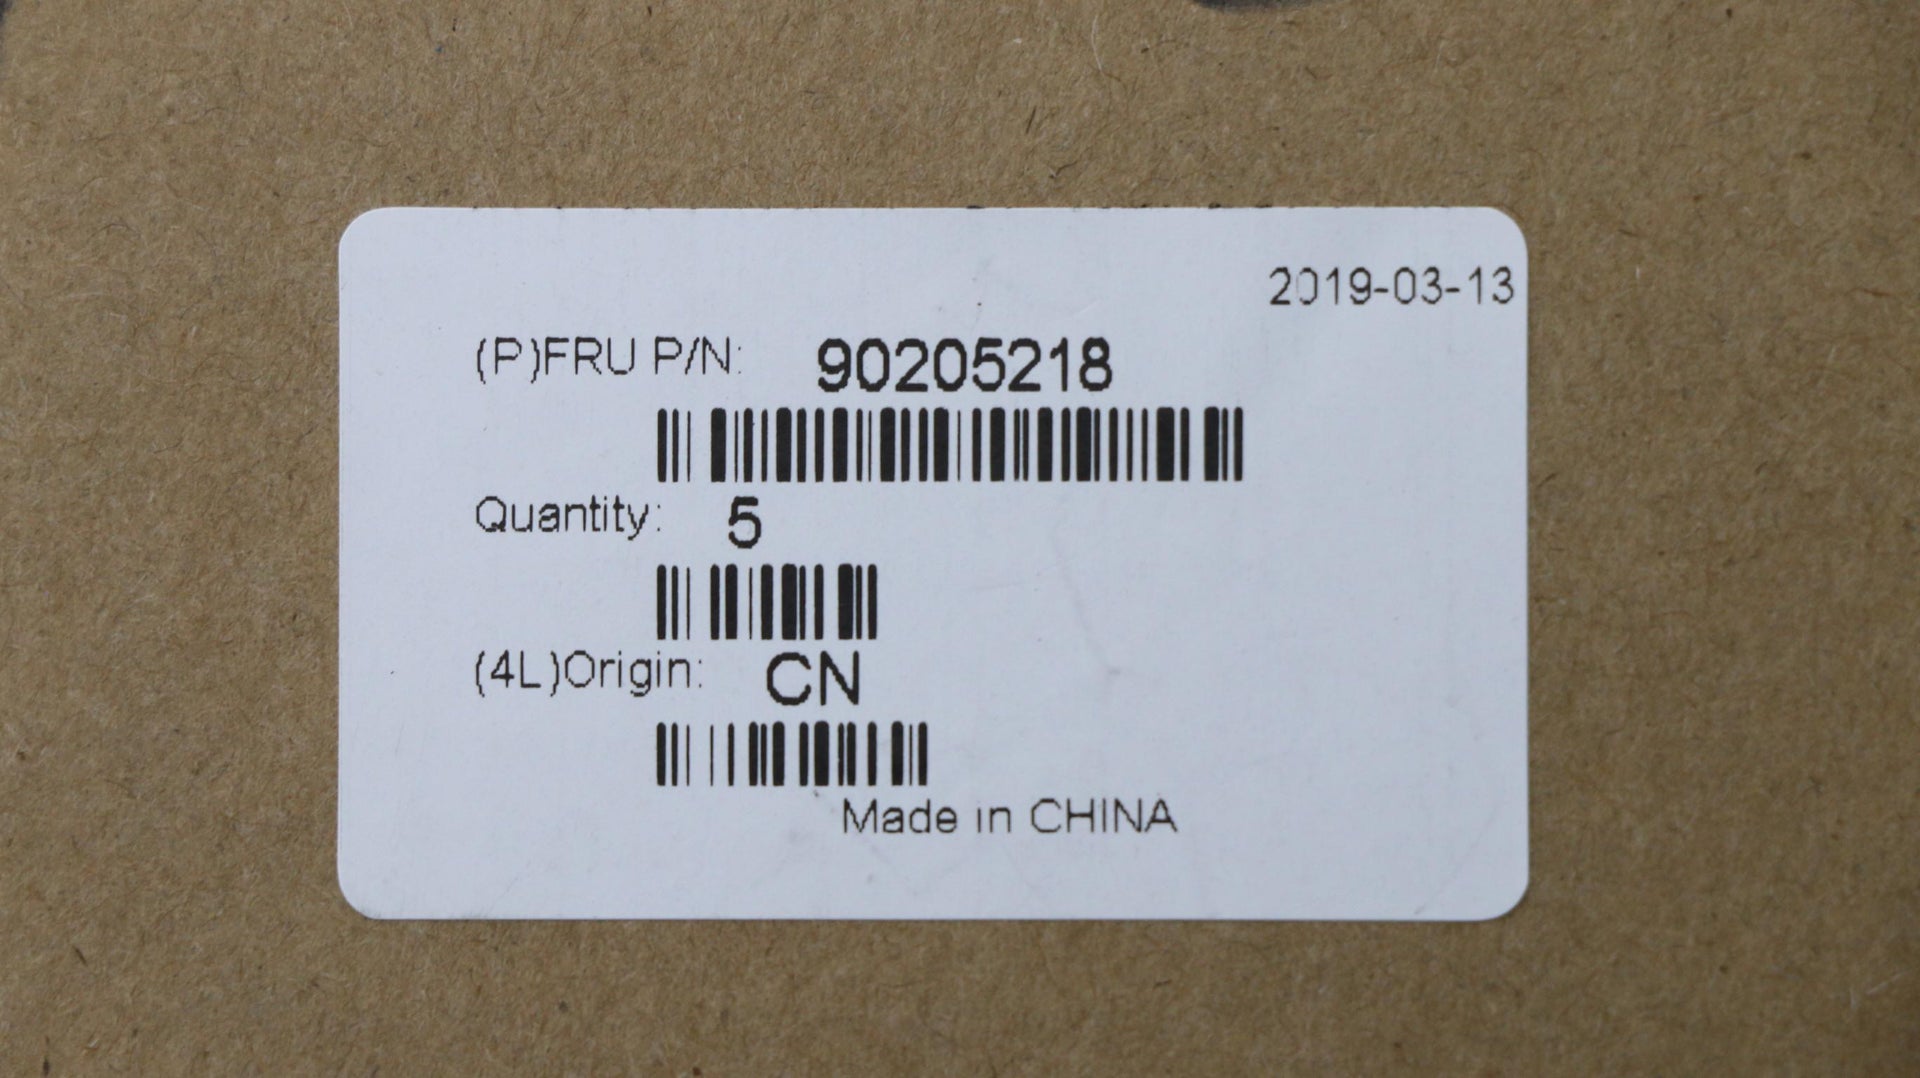 2019-03-13
(P)FRU P/N: 90205218
Quantity: 5
(4L)Origin: CN
Made in CHINA